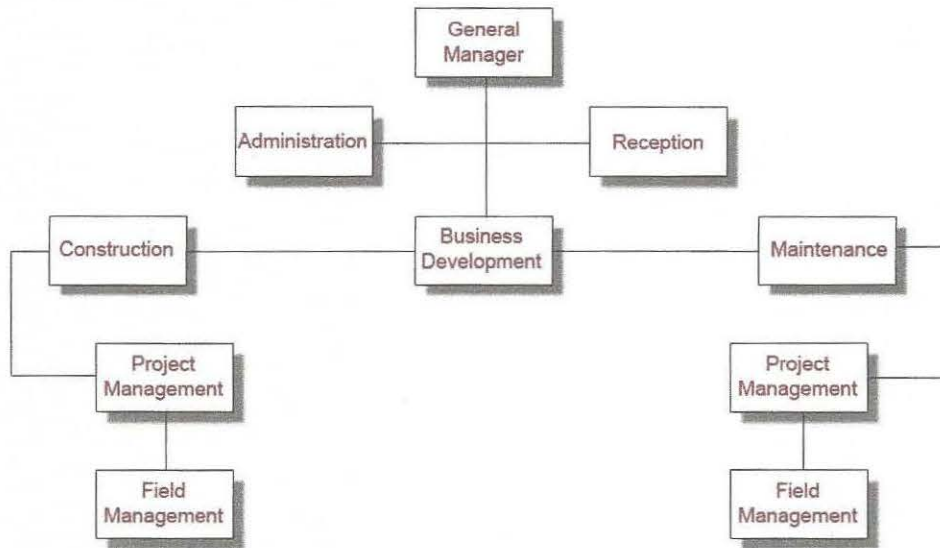 General
Manager
Administration
Reception
Construction
Business
Development
Maintenance
Project
Management
Project
Management
Field
Management
Field
Management